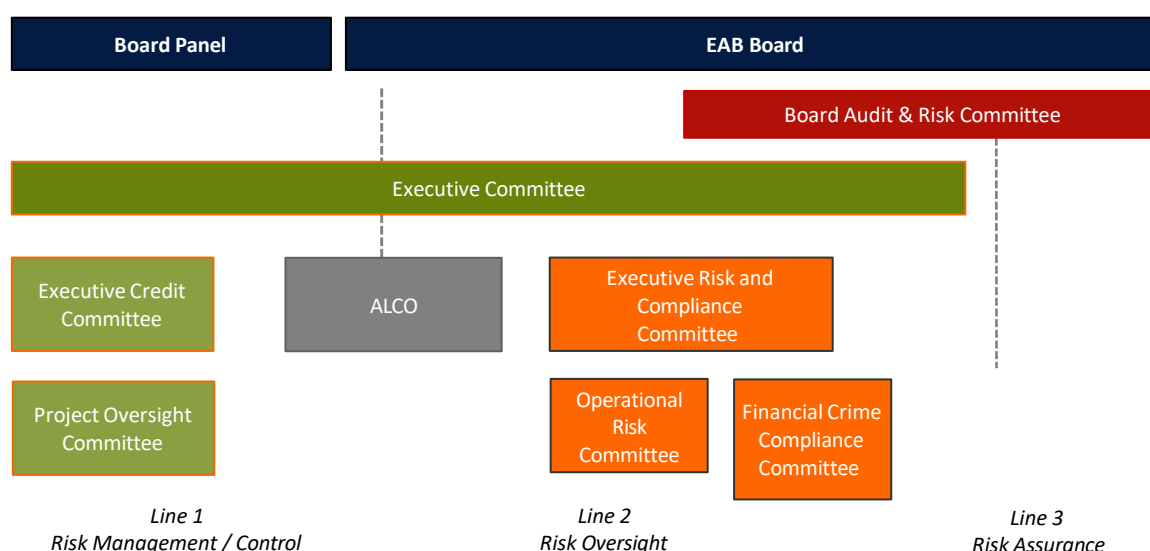 Board Panel
EAB Board
Board Audit & Risk Committee
Executive Committee
Executive Credit
Committee
ALCO
Executive Risk and
Compliance
Committee
Project Oversight
Committee
Operational
Risk
Committee
Financial Crime
Compliance
Committee
Line 1
Risk Management / Control
Line 2
Risk Oversight
Line 3
Risk Assurance